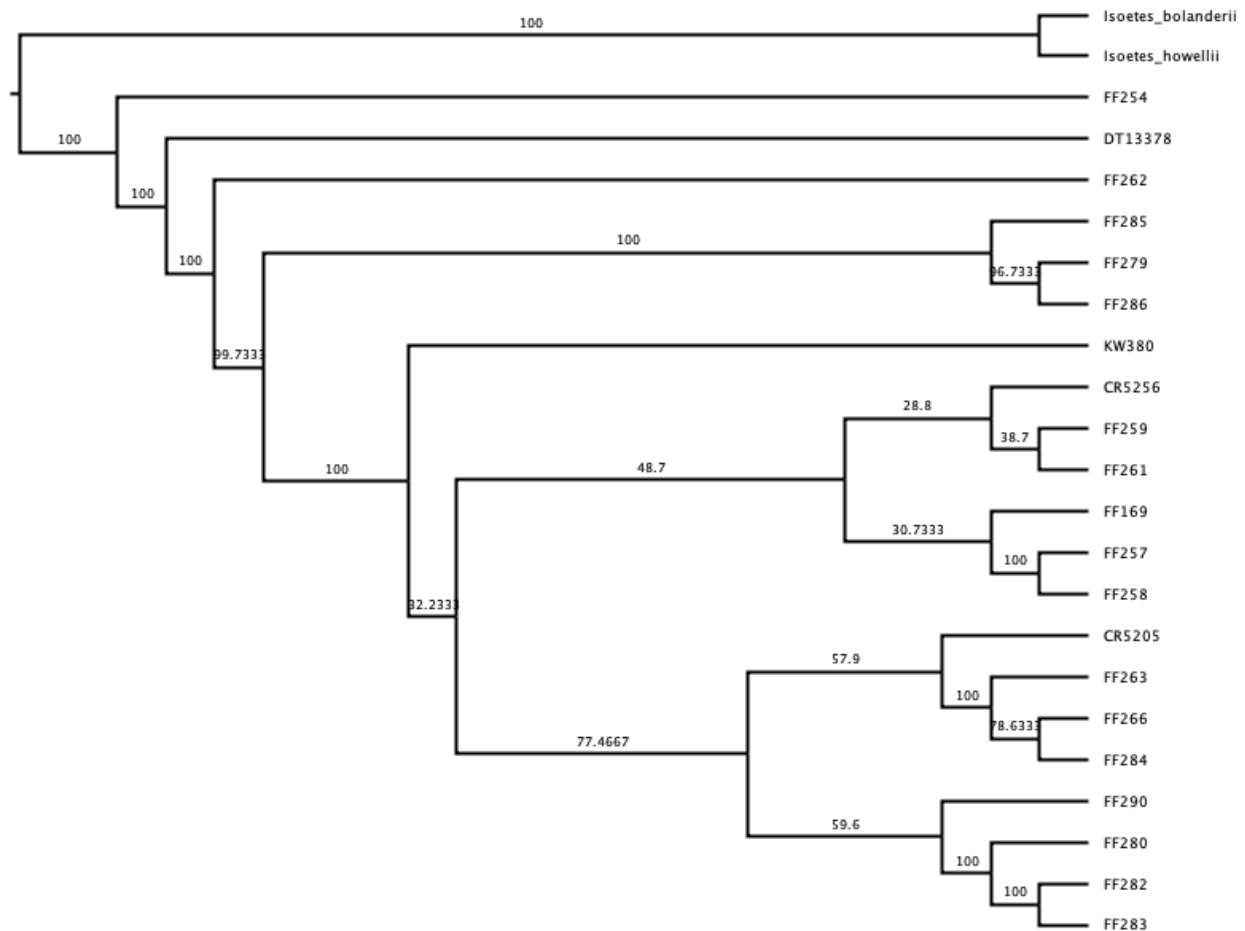 Isoetes_bolanderii
100
Isoetes_howellii
FF254
100
DT13378
FF262
100
FF285
100
100
FF279
96.7333
FF286
KW380
99.7333
CR5256
28.8
FF259
38.7
100
48.7
FF261
FF169
30.7333
FF257
100
FF258
32.2333
CR5205
57.9
FF263
100
FF266
78.6333
77.4667
FF284
FF290
59.6
FF280
100
FF282
100
FF283